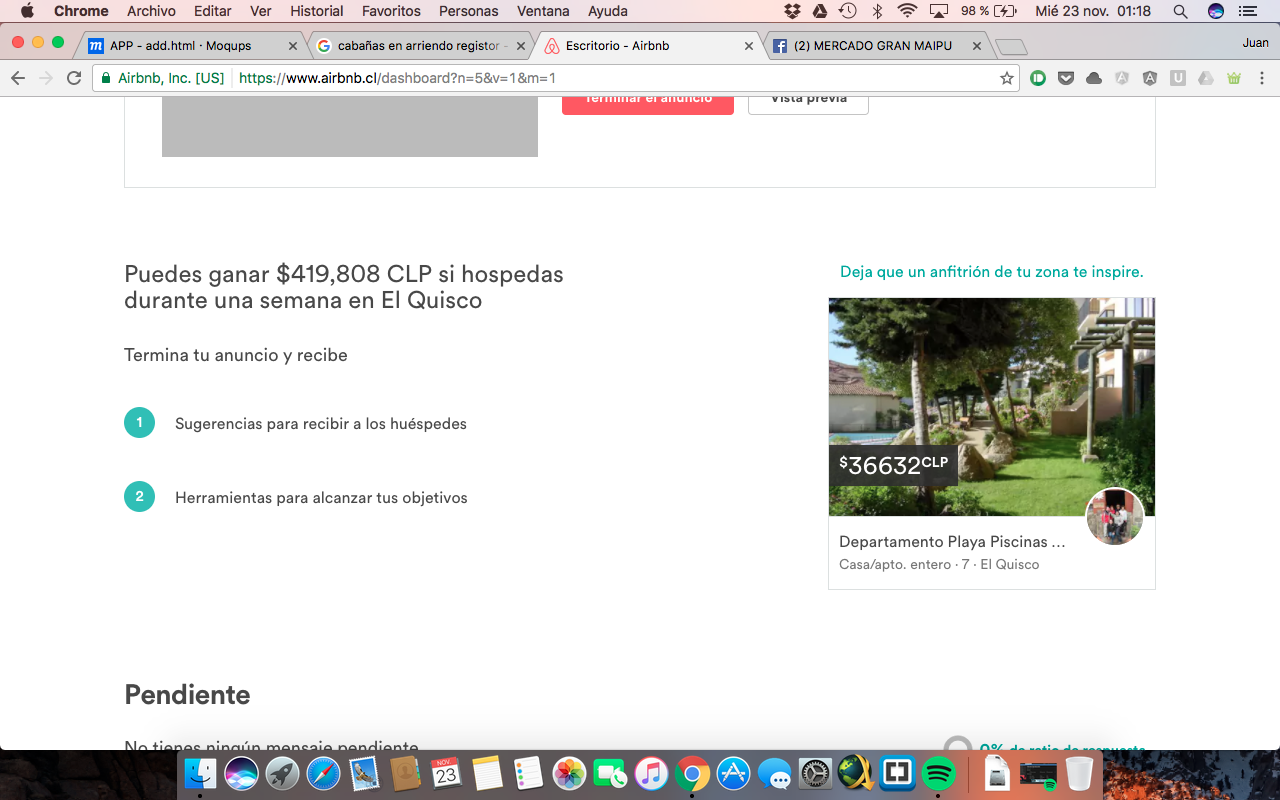 Chrome Archivo Editar Ver Historial Favoritos Personas Ventana Ayuda 98 % Mié 23 nov. 01:18
APP - add.html · Moqups
cabañas en arriendo registor -
Escritorio - Airbnb
(2) MERCADO GRAN MAIPU
Juan
Airbnb, Inc. [US] https://www.airbnb.cl/dashboard?n=5&v=1&m=1
Terminar el anuncio
Vista previa
Puedes ganar $419,808 CLP si hospedas
durante una semana en El Quisco
Termina tu anuncio y recibe
1 Sugerencias para recibir a los huéspedes
2 Herramientas para alcanzar tus objetivos
Deja que un anfitrión de tu zona te inspire.
$36632CLP
Departamento Playa Piscinas ...
Casa/apto. entero · 7 · El Quisco
Pendiente
No tienes ningún mensaje pendiente
0% de ratio de respuesta
NOV
23